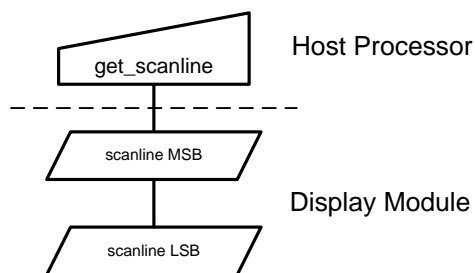 Host Processor
get_scanline
scanline MSB
Display Module
scanline LSB